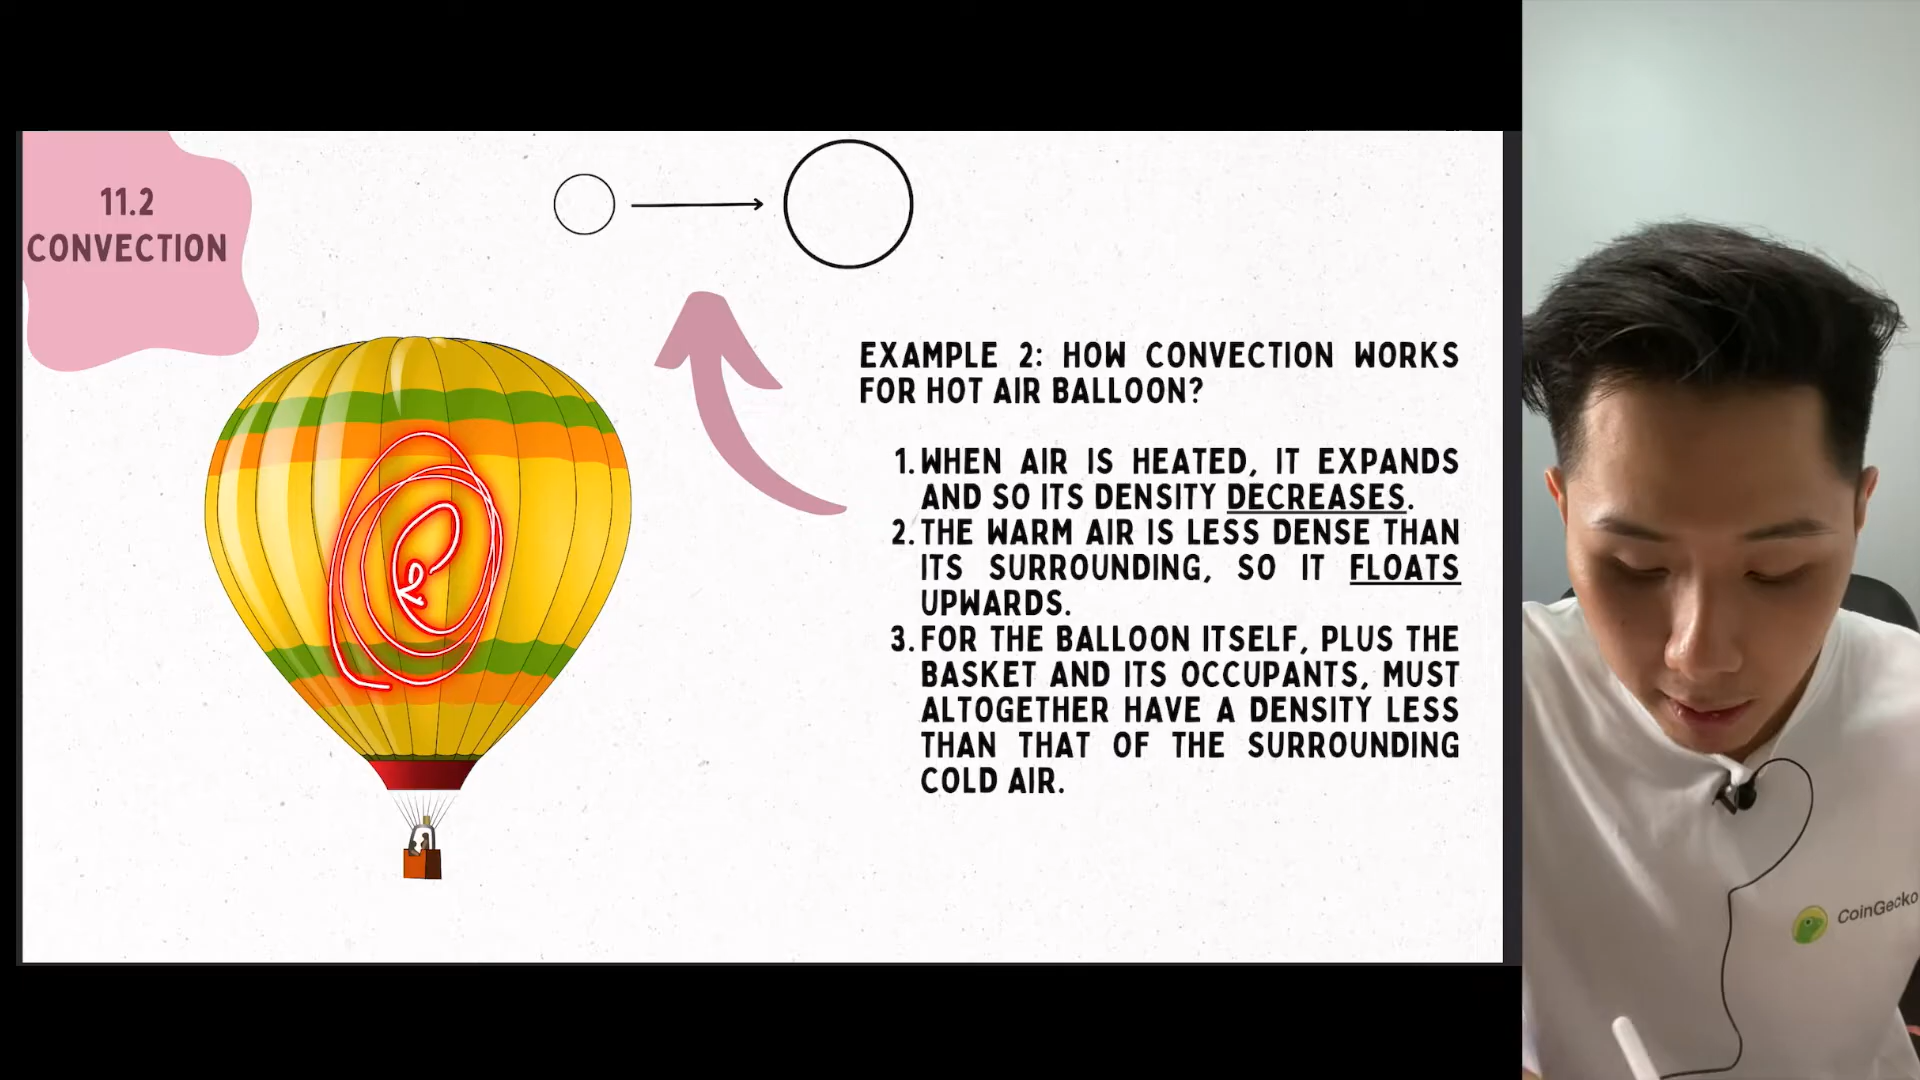 11.2
CONVECTION
EXAMPLE 2: HOW CONVECTION WORKS
FOR HOT AIR BALLOON?
1. WHEN AIR IS HEATED, IT EXPANDS
AND SO ITS DENSITY DECREASES.
2. THE WARM AIR IS LESS DENSE THAN
ITS SURROUNDING, SO IT FLOATS
UPWARDS.
3. FOR THE BALLOON ITSELF, PLUS THE
BASKET AND ITS OCCUPANTS, MUST
ALTOGETHER HAVE A DENSITY LESS
THAN THAT OF THE SURROUNDING
COLD AIR.
CoinGecko